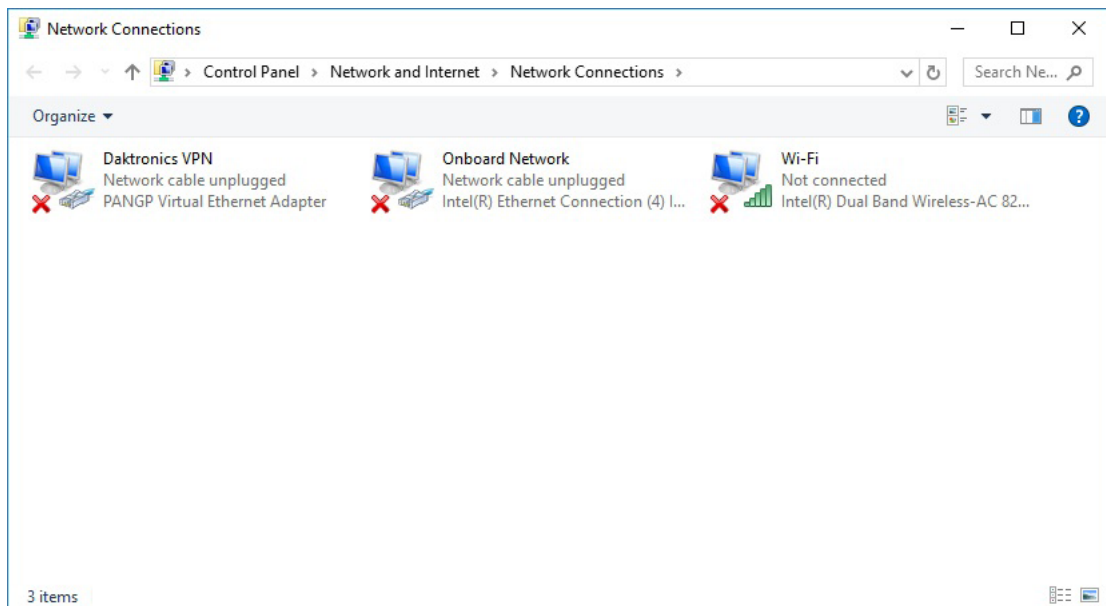 Network Connections
Control Panel > Network and Internet > Network Connections >
Search Ne...
Organize
Daktronics VPN
Network cable unplugged
PANGP Virtual Ethernet Adapter
Onboard Network
Network cable unplugged
Intel(R) Ethernet Connection (4) I...
Wi-Fi
Not connected
Intel(R) Dual Band Wireless-AC 82...
3 items